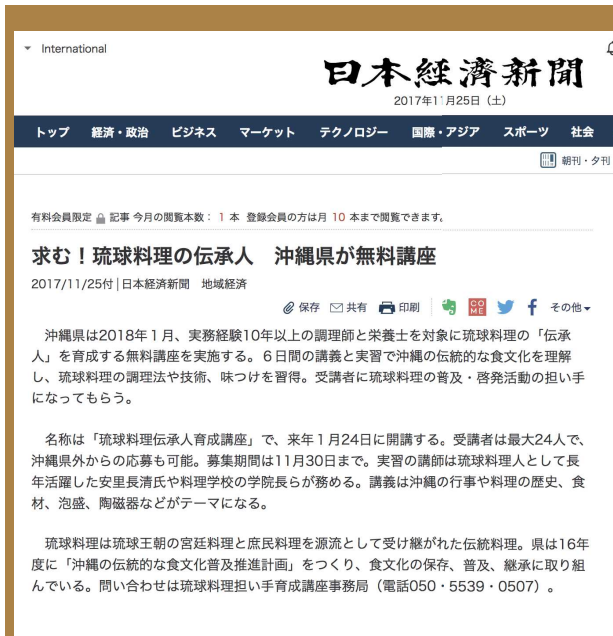 International
日本経済新聞
2017年11月25日（土）
トップ 経済・政治 ビジネス マーケット テクノロジー 国際・アジア スポーツ 社会
朝刊・夕刊
有料会員限定 記事 今月の閲覧本数： 1 本 登録会員の方は月 10 本まで閲覧できます。
求む！琉球料理の伝承人　沖縄県が無料講座
2017/11/25付 | 日本経済新聞　地域経済
保存 共有 印刷 COME その他
　沖縄県は2018年１月、実務経験10年以上の調理師と栄養士を対象に琉球料理の「伝承
人」を育成する無料講座を実施する。６日間の講義と実習で沖縄の伝統的な食文化を理解
し、琉球料理の調理法や技術、味つけを習得。受講者に琉球料理の普及・啓発活動の担い手
になってもらう。
　名称は「琉球料理伝承人育成講座」で、来年１月24日に開講する。受講者は最大24人で、
沖縄県外からの応募も可能。募集期間は11月30日まで。実習の講師は琉球料理人として長
年活躍した安里長清氏や料理学校の学院長らが務める。講義は沖縄の行事や料理の歴史、食
材、泡盛、陶磁器などがテーマになる。
　琉球料理は琉球王朝の宮廷料理と庶民料理を源流として受け継がれた伝統料理。県は16年
度に「沖縄の伝統的な食文化普及推進計画」をつくり、食文化の保存、普及、継承に取り組
んでいる。問い合わせは琉球料理担い手育成講座事務局（電話050・5539・0507）。